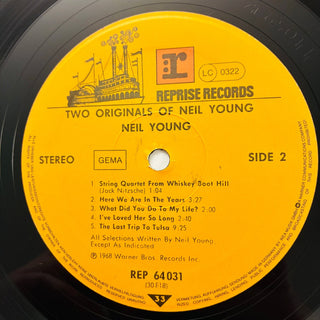 LC 0322
REPRISE RECORDS
TWO ORIGINALS OF NEIL YOUNG
NEIL YOUNG
STEREO
GEMA
SIDE 2
1. String Quartet From Whiskey Boot Hill
(Jack Nitzsche) 1:04
2. Here We Are In The Years 3:27
3. What Did You Do To My Life? 2:00
4. I've Loved Her So Long 2:40
5. The Last Trip To Tulsa 9:25
All Selections Written By Neil Young
Except As Indicated
℗ 1968 Warner Bros. Records Inc.
REP 64 031
33